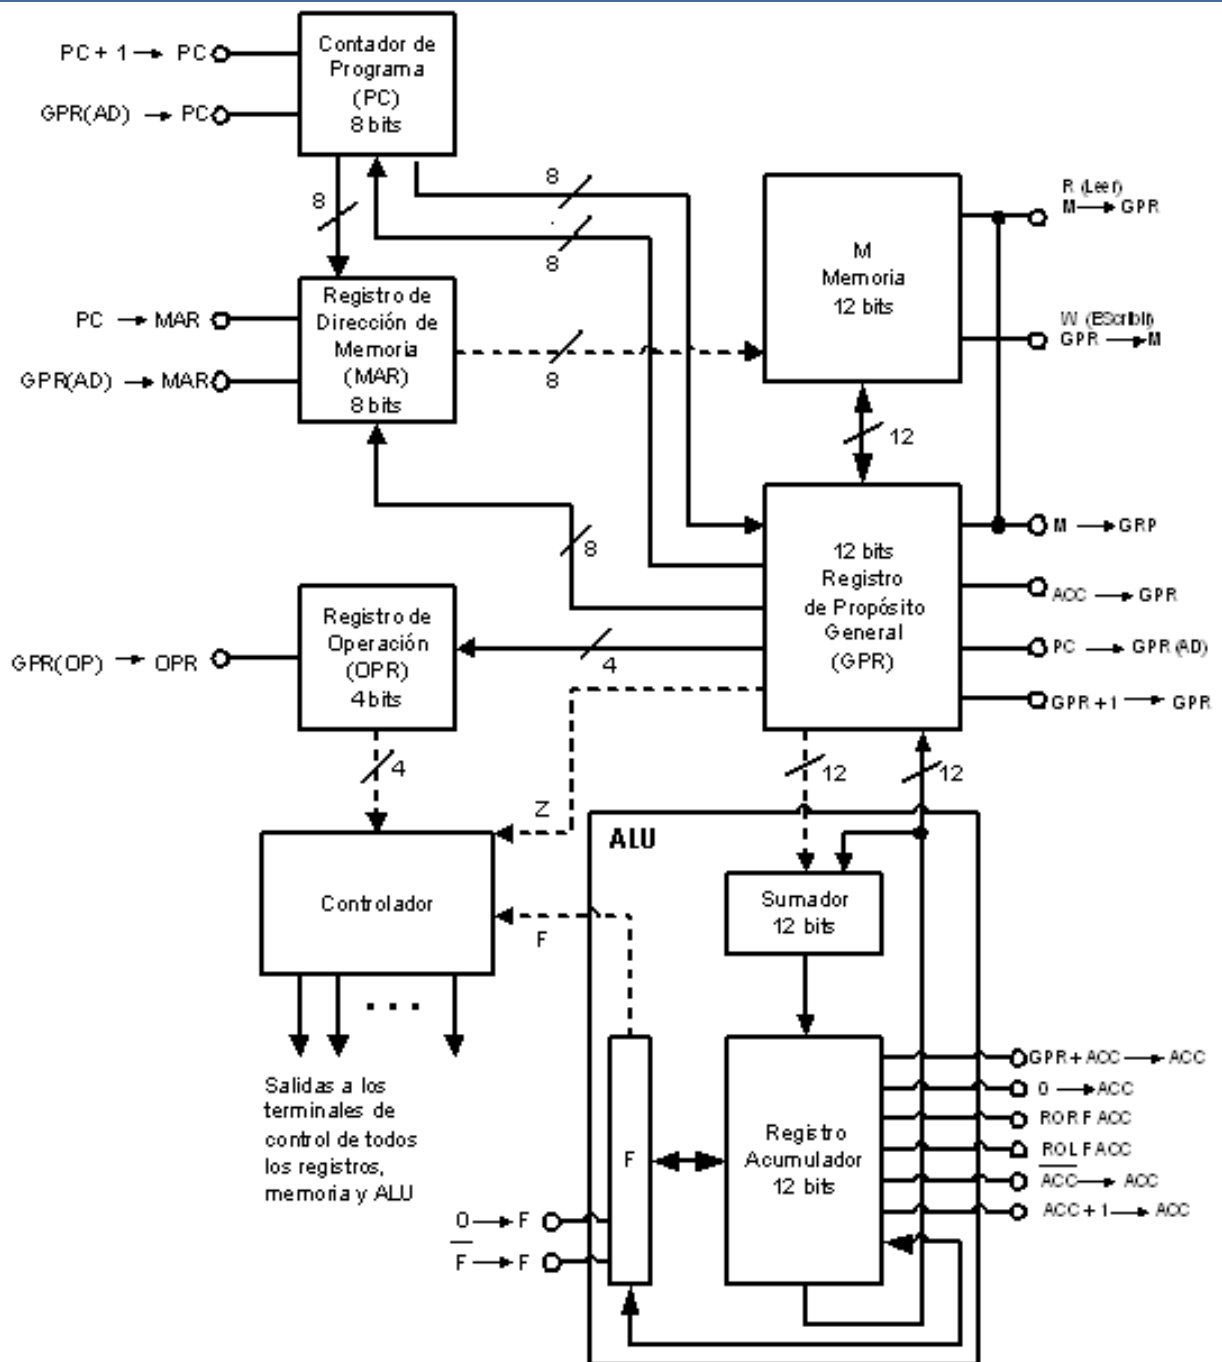 PC + 1 → PC
GPR(AD) → PC
Contador de
Programa
(PC)
8 bits
8
8
8
PC → MAR
GPR(AD) → MAR
Registro de
Dirección de
Memoria
(MAR)
8 bits
8
M
Memoria
12 bits
R (Leer)
M → GPR
W (EScribir)
GPR → M
12
8
12 bits
Registro
de Propósito
General
(GPR)
M → GRP
ACC → GPR
PC → GPR (AD)
GPR + 1 → GPR
GPR(OP) → OPR
Registro de
Operación
(OPR)
4 bits
4
4
Z
12
12
ALU
Controlador
F
Sumador
12 bits
...
Salidas a los
terminales de
control de todos
los registros,
memoria y ALU
F
Registro
Acumulador
12 bits
GPR + ACC → ACC
0 → ACC
ROR F ACC
ROL F ACC
A̅C̅C̅ → ACC
ACC + 1 → ACC
0 → F
F̅ → F